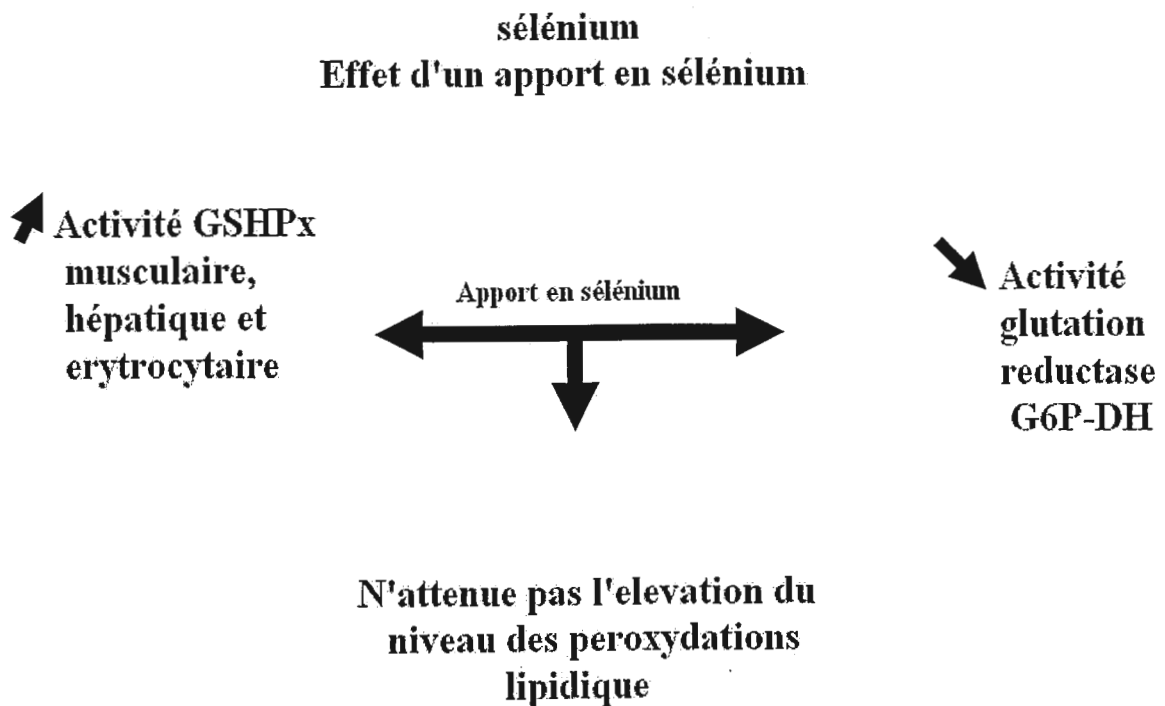 sélénium
Effet d'un apport en sélénium
Activité GSHPx
musculaire,
hépatique et
erytrocytaire
Apport en sélénium
Activité
glutation
reductase
G6P-DH
N'attenue pas l'elevation du
niveau des peroxydations
lipidique